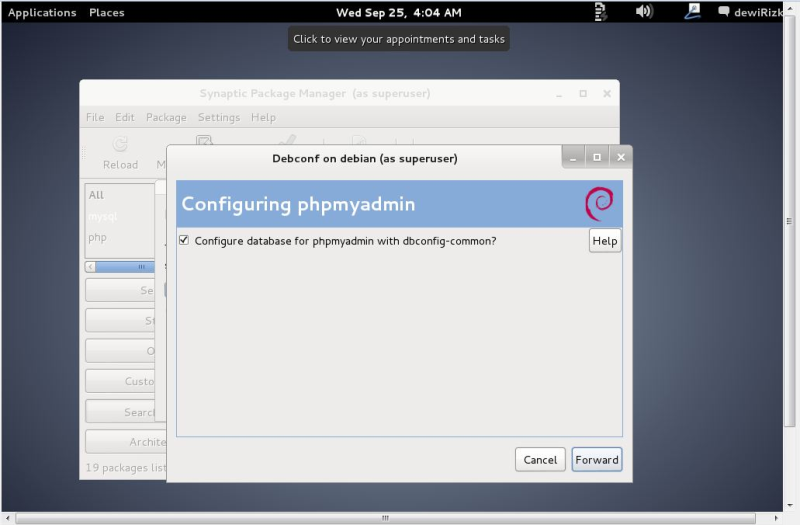 Applications Places Wed Sep 25, 4:04 AM dewiRizk
Click to view your appointments and tasks
Synaptic Package Manager (as superuser)
File Edit Package Settings Help
Reload M
Debconf on debian (as superuser)
All
mysql
php
Configuring phpmyadmin
Configure database for phpmyadmin with dbconfig-common?
Help
Se
St
O
Custo
Searc
Archite
19 packages list
Cancel Forward